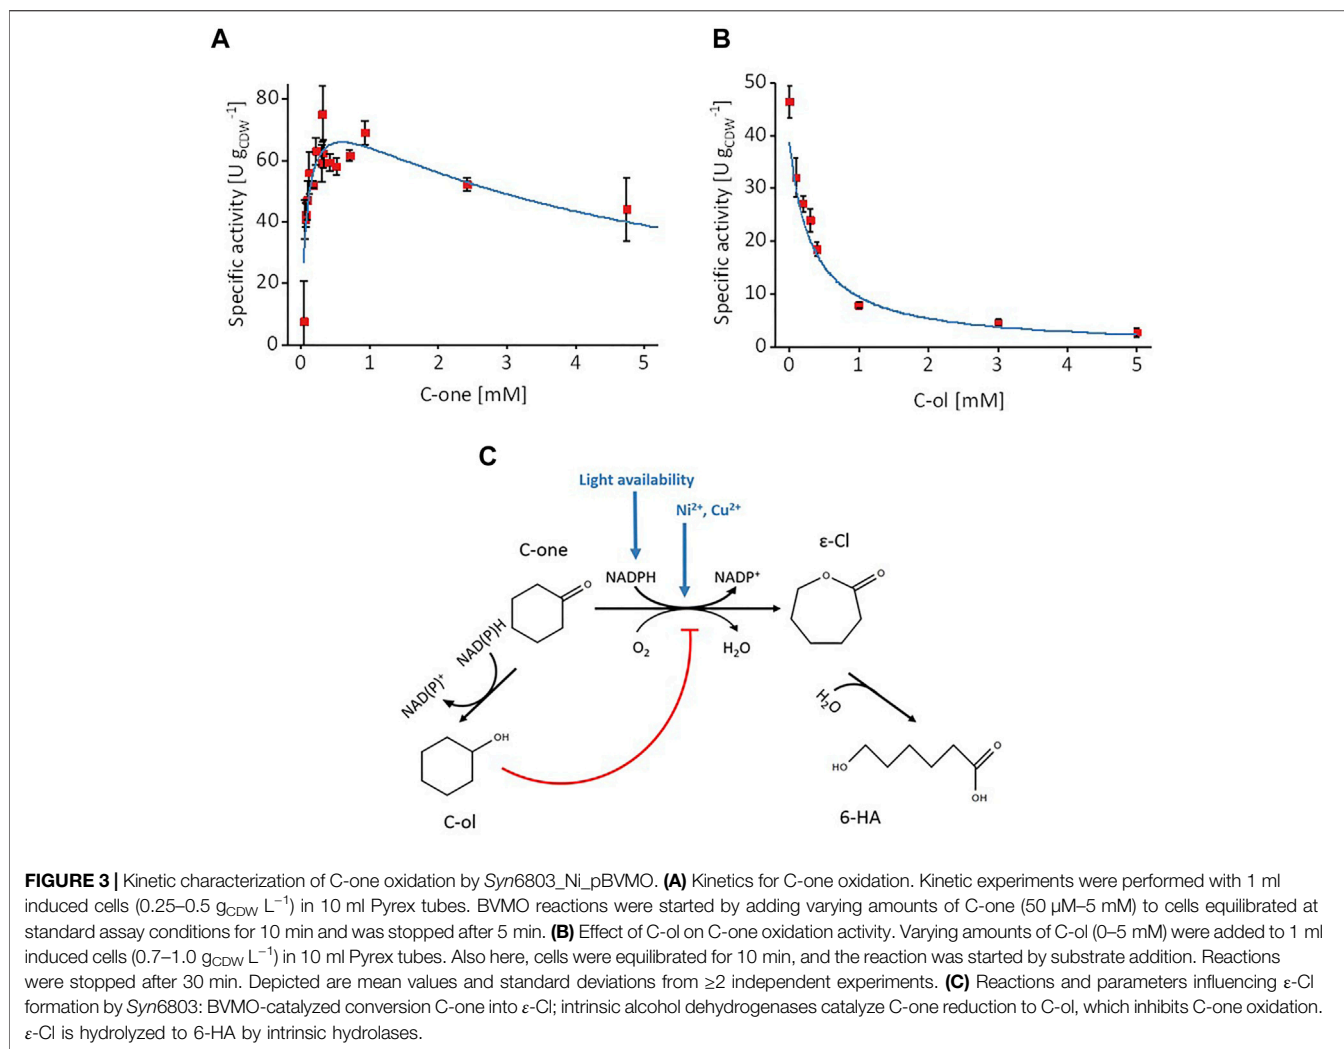 A
Specific activity [U g_CDW⁻¹]
80
60
40
20
0
0 1 2 3 4 5
C-one [mM]
B
Specific activity [U g_CDW⁻¹]
50
40
30
20
10
0
0 1 2 3 4 5
C-ol [mM]
C
Light availability
Ni²⁺, Cu²⁺
C-one
ε-Cl
NADPH
NADP⁺
O
O
O
NAD(P)H
NAD(P)⁺
O₂
H₂O
H₂O
OH
C-ol
HO
O
OH
6-HA
FIGURE 3 | Kinetic characterization of C-one oxidation by Syn6803_Ni_pBVMO. (A) Kinetics for C-one oxidation. Kinetic experiments were performed with 1 ml
induced cells (0.25–0.5 g_CDW L⁻¹) in 10 ml Pyrex tubes. BVMO reactions were started by adding varying amounts of C-one (50 µM–5 mM) to cells equilibrated at
standard assay conditions for 10 min and was stopped after 5 min. (B) Effect of C-ol on C-one oxidation activity. Varying amounts of C-ol (0–5 mM) were added to 1 ml
induced cells (0.7–1.0 g_CDW L⁻¹) in 10 ml Pyrex tubes. Also here, cells were equilibrated for 10 min, and the reaction was started by substrate addition. Reactions
were stopped after 30 min. Depicted are mean values and standard deviations from ≥2 independent experiments. (C) Reactions and parameters influencing ε-Cl
formation by Syn6803: BVMO-catalyzed conversion C-one into ε-Cl; intrinsic alcohol dehydrogenases catalyze C-one reduction to C-ol, which inhibits C-one oxidation.
ε-Cl is hydrolyzed to 6-HA by intrinsic hydrolases.